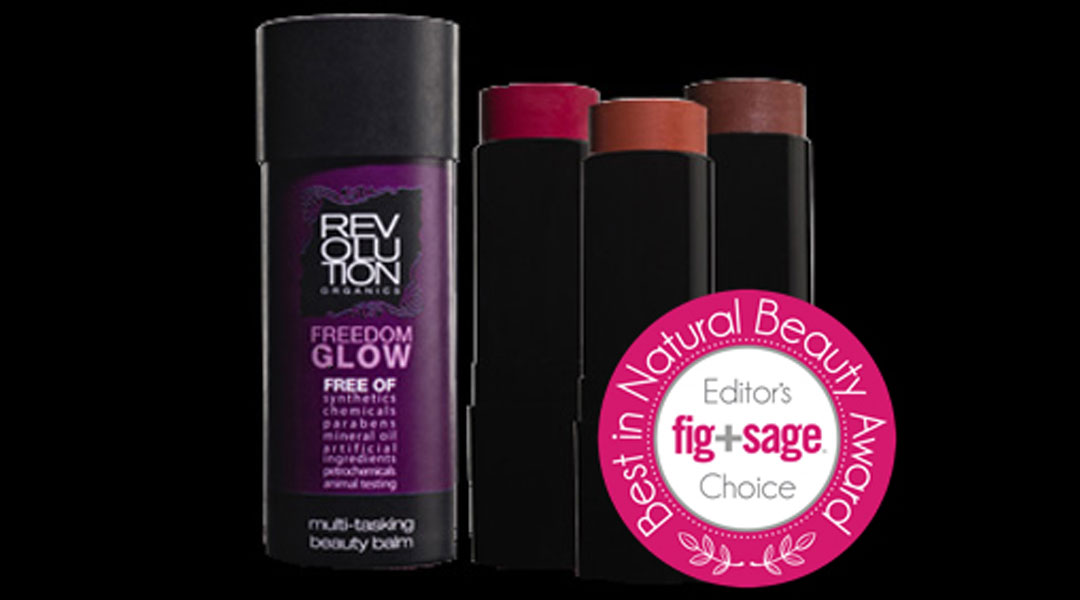 REV
OLU
TION
ORGANICS
FREEDOM
GLOW
FREE OF
synthetics
chemicals
parabens
mineral oil
artificial
ingredients
petrochemicals
animal testing
multi-tasking
beauty balm
Best in Natural Beauty Award
Editor's
fig+sage
Choice